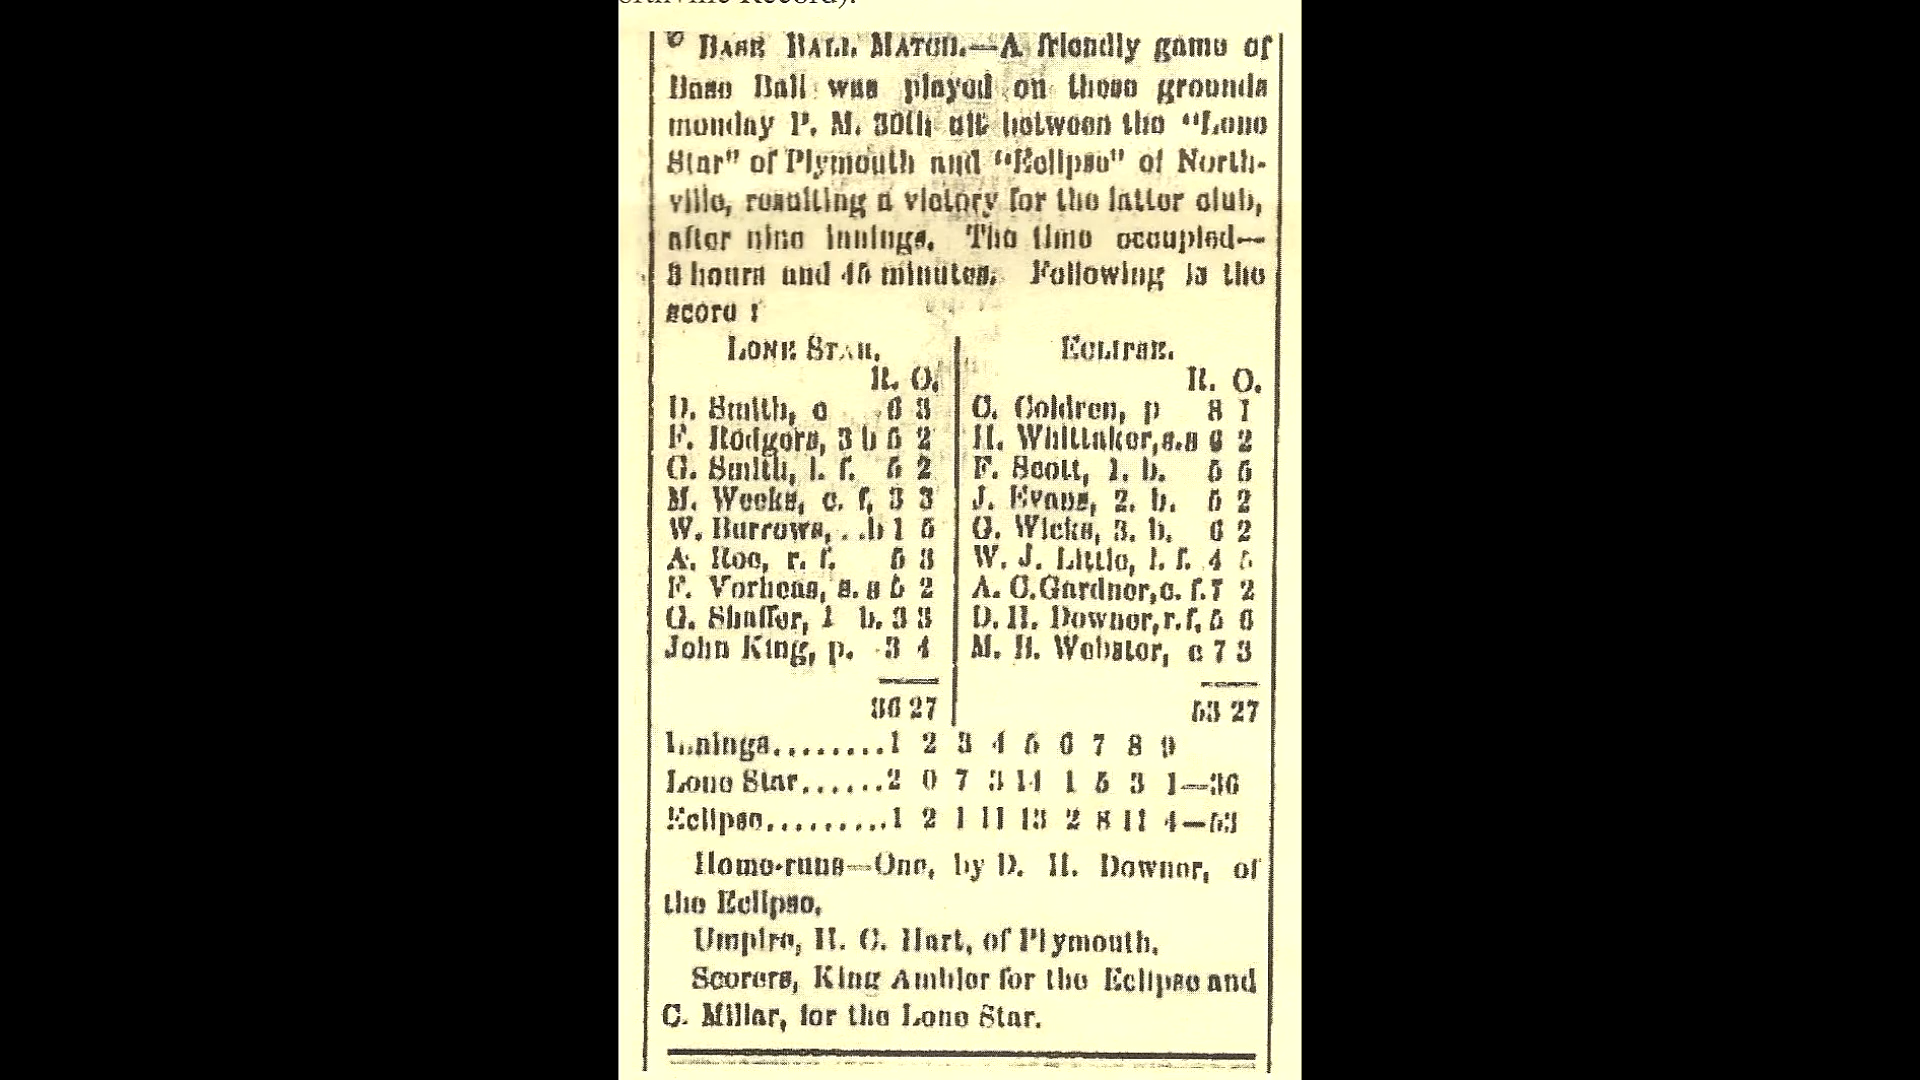 orthville Record).
BASE BALL MATCH.—A friendly game of
Base Ball was played on these grounds
monday P. M. 30th ult between the "Lone
Star" of Plymouth and "Eclipse" of North-
ville, resulting a victory for the latter club,
after nine innings. The time occupied—
3 hours and 45 minutes. Following is the
score :
LONE STAR.
R. O.
D. Smith, c 6 3
F. Rodgers, 3 b 5 2
G. Smith, l. f. 5 2
M. Weeks, c. f, 3 3
W. Burrows, b 1 5
A. Roe, r. f. 5 3
F. Vorhees, s. s 5 2
G. Shaffer, 1 b. 3 3
John King, p. 3 4
36 27
ECLIPSE.
R. O.
C. Coldren, p 8 1
H. Whittaker, s.s 6 2
F. Scott, 1. b. 5 5
J. Evans, 2. b. 5 2
G. Wicks, 3. b. 6 2
W. J. Little, l. f. 4 5
A. C. Gardner, c. f. 7 2
D. H. Downer, r. f, 5 6
M. B. Webster, c 7 3
53 27
Innings........1 2 3 4 5 6 7 8 9
Lone Star......2 0 7 3 14 1 5 3 1—36
Eclipse.........1 2 1 11 13 2 8 11 4—53
Home-runs—One, by D. H. Downer, of
the Eclipse.
Umpire, H. C. Hart, of Plymouth.
Scorers, King Ambler for the Eclipse and
C. Millar, for the Lone Star.